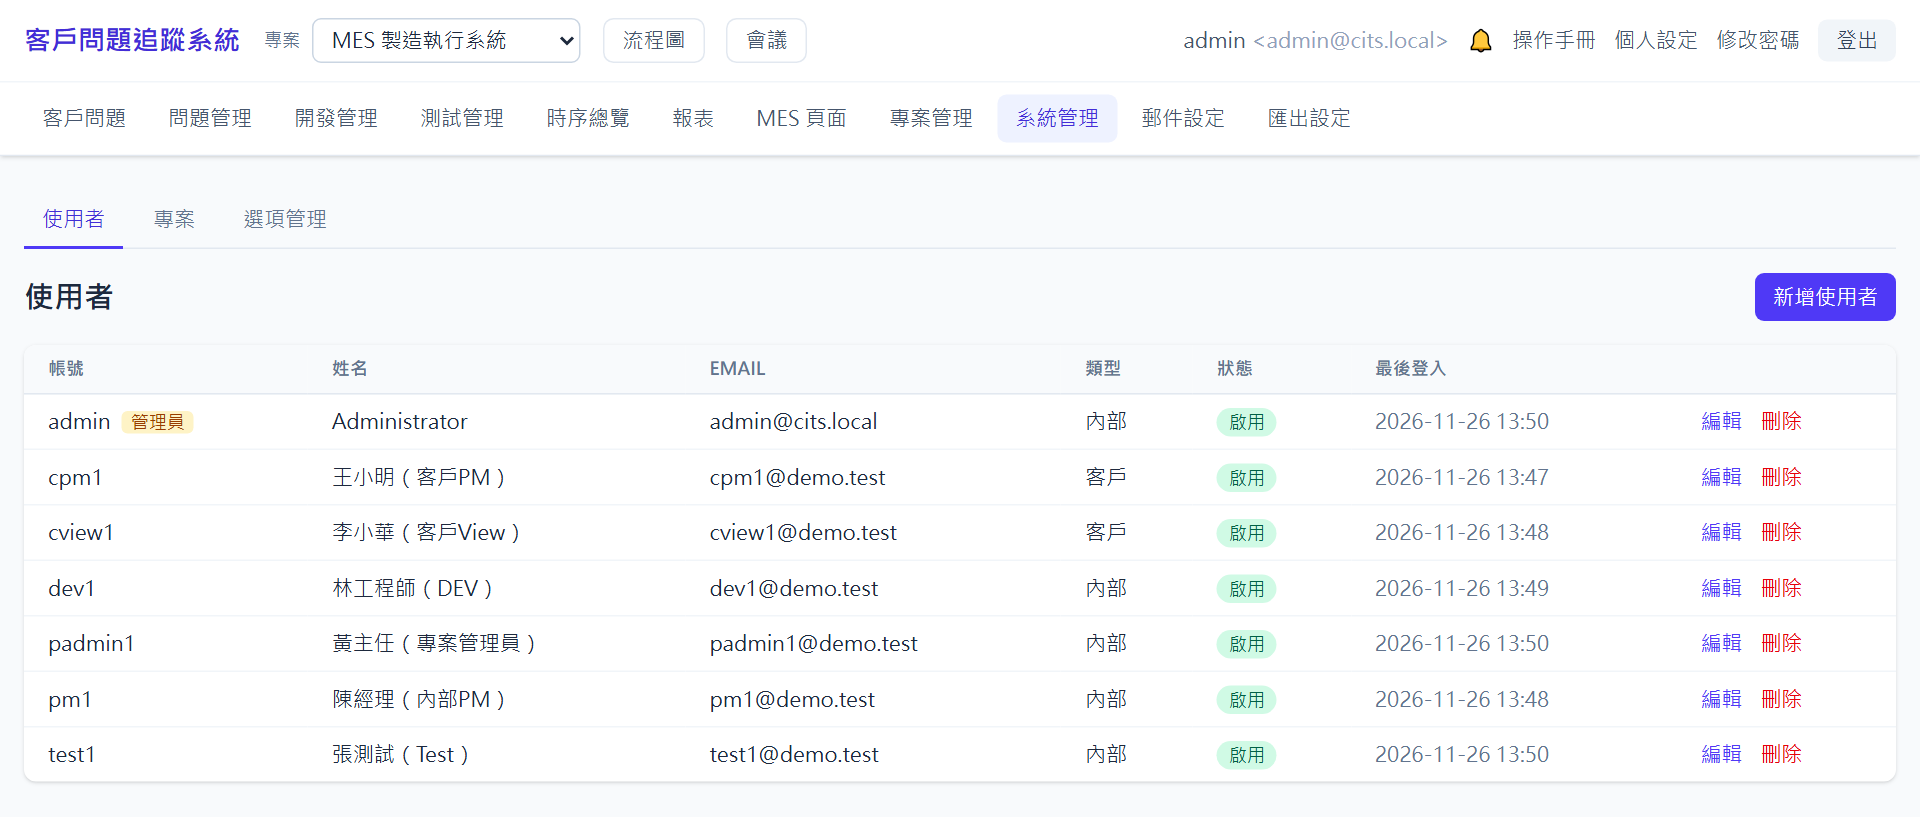 客戶問題追蹤系統 專案 MES 製造執行系統 流程圖 會議 admin <admin@cits.local> 操作手冊 個人設定 修改密碼 登出
客戶問題 問題管理 開發管理 測試管理 時序總覽 報表 MES 頁面 專案管理 系統管理 郵件設定 匯出設定
使用者 專案 選項管理
使用者 新增使用者
帳號 姓名 EMAIL 類型 狀態 最後登入
admin 管理員 Administrator admin@cits.local 內部 啟用 2026-11-26 13:50 編輯 刪除
cpm1 王小明（客戶PM） cpm1@demo.test 客戶 啟用 2026-11-26 13:47 編輯 刪除
cview1 李小華（客戶View） cview1@demo.test 客戶 啟用 2026-11-26 13:48 編輯 刪除
dev1 林工程師（DEV） dev1@demo.test 內部 啟用 2026-11-26 13:49 編輯 刪除
padmin1 黃主任（專案管理員） padmin1@demo.test 內部 啟用 2026-11-26 13:50 編輯 刪除
pm1 陳經理（內部PM） pm1@demo.test 內部 啟用 2026-11-26 13:48 編輯 刪除
test1 張測試（Test） test1@demo.test 內部 啟用 2026-11-26 13:50 編輯 刪除